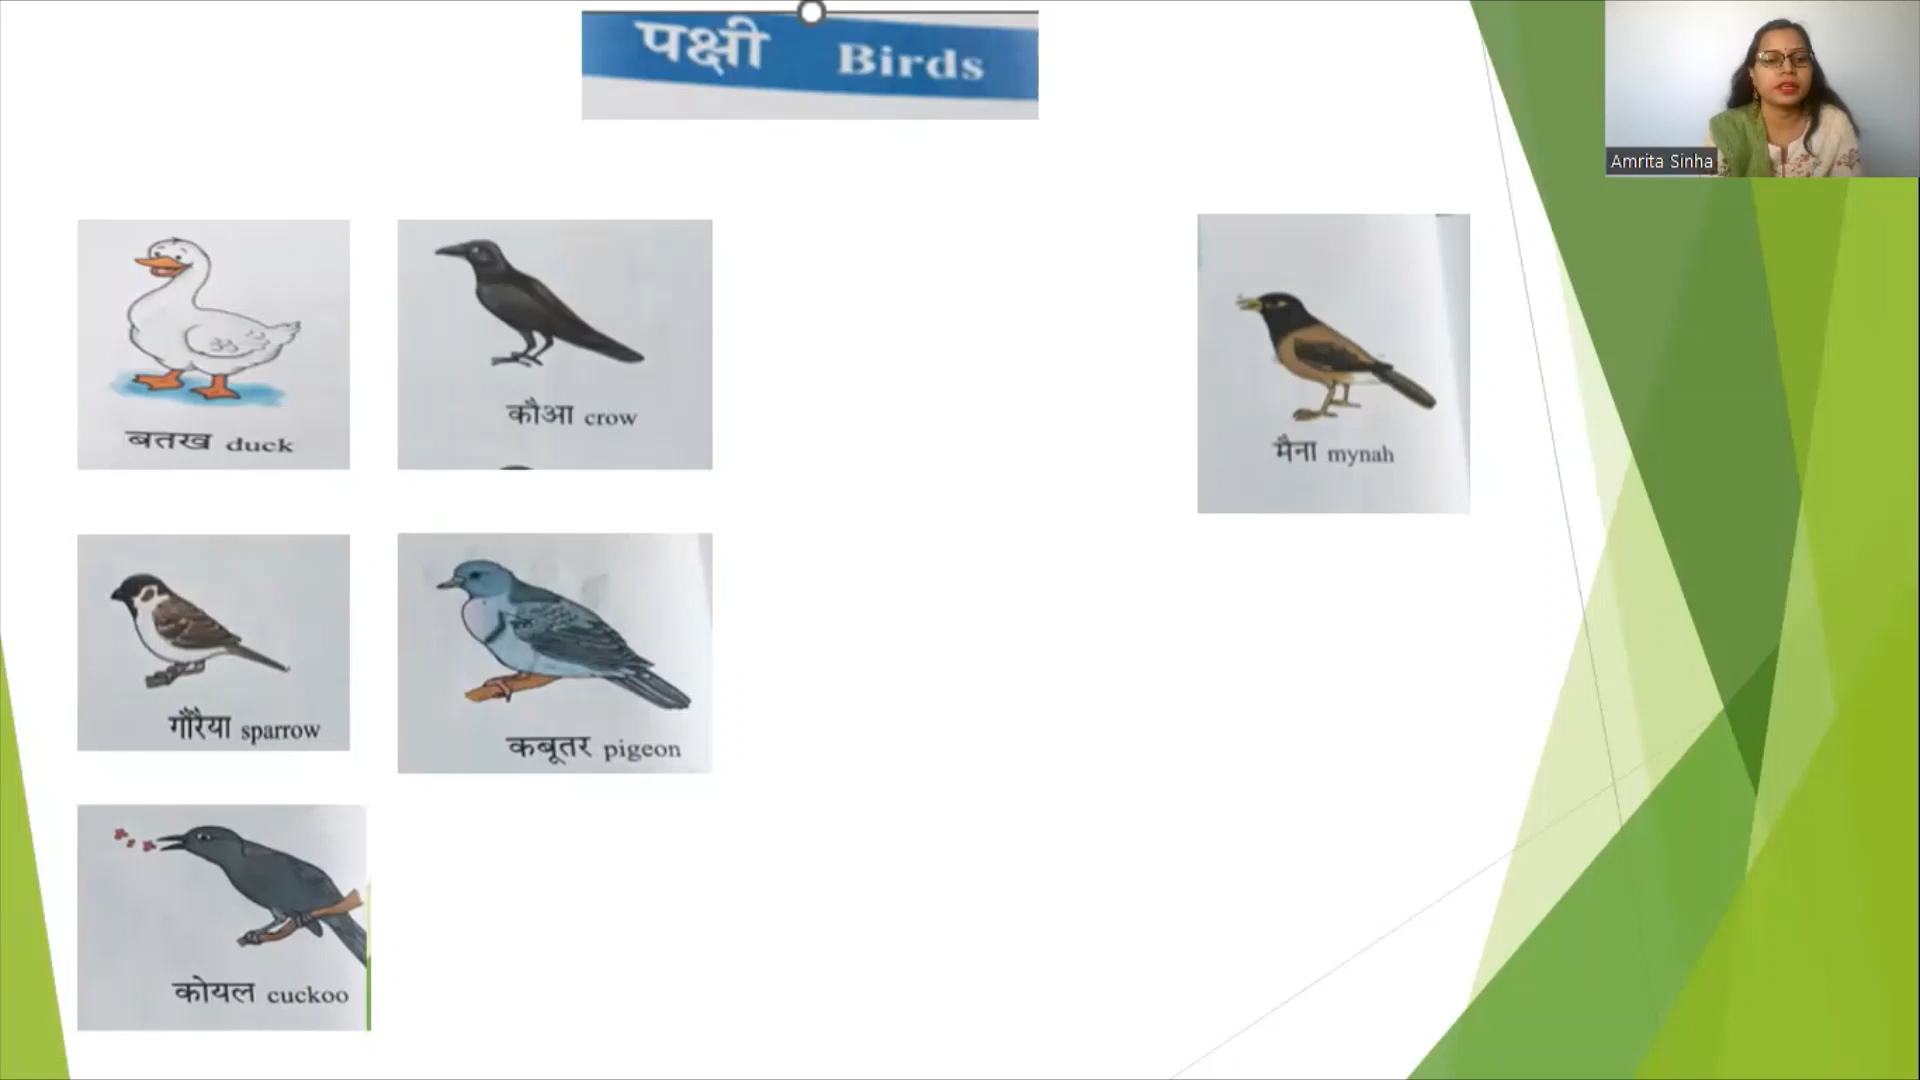 पक्षी Birds
Amrita Sinha
बतख duck
कौआ crow
मैना mynah
गौरैया sparrow
कबूतर pigeon
कोयल cuckoo